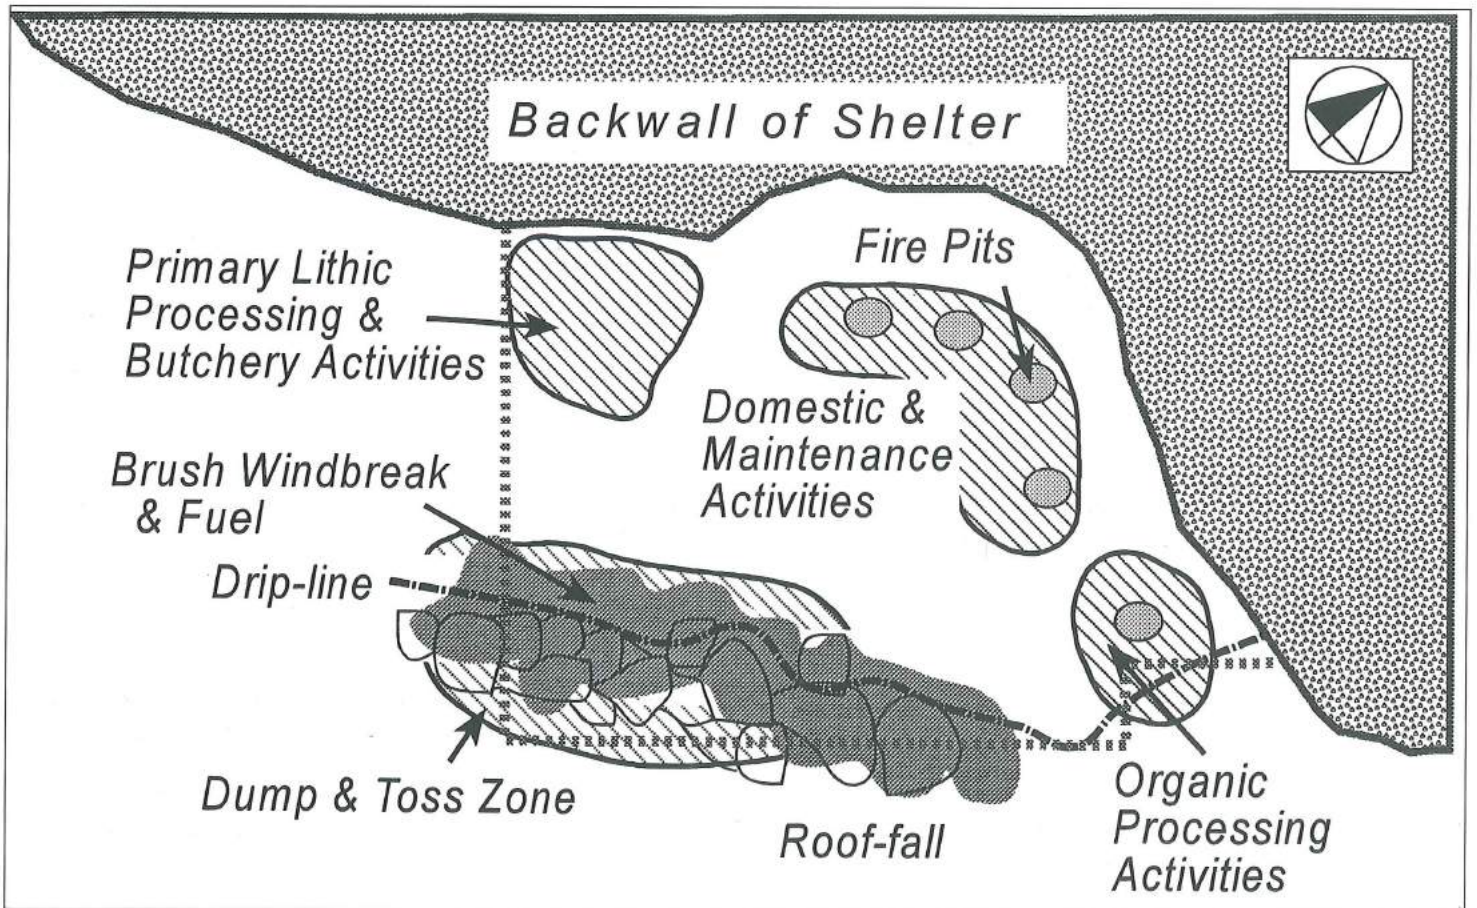 Backwall of Shelter
Fire Pits
Primary Lithic
Processing &
Butchery Activities
Domestic &
Maintenance
Activities
Brush Windbreak
& Fuel
Drip-line
Dump & Toss Zone
Roof-fall
Organic
Processing
Activities